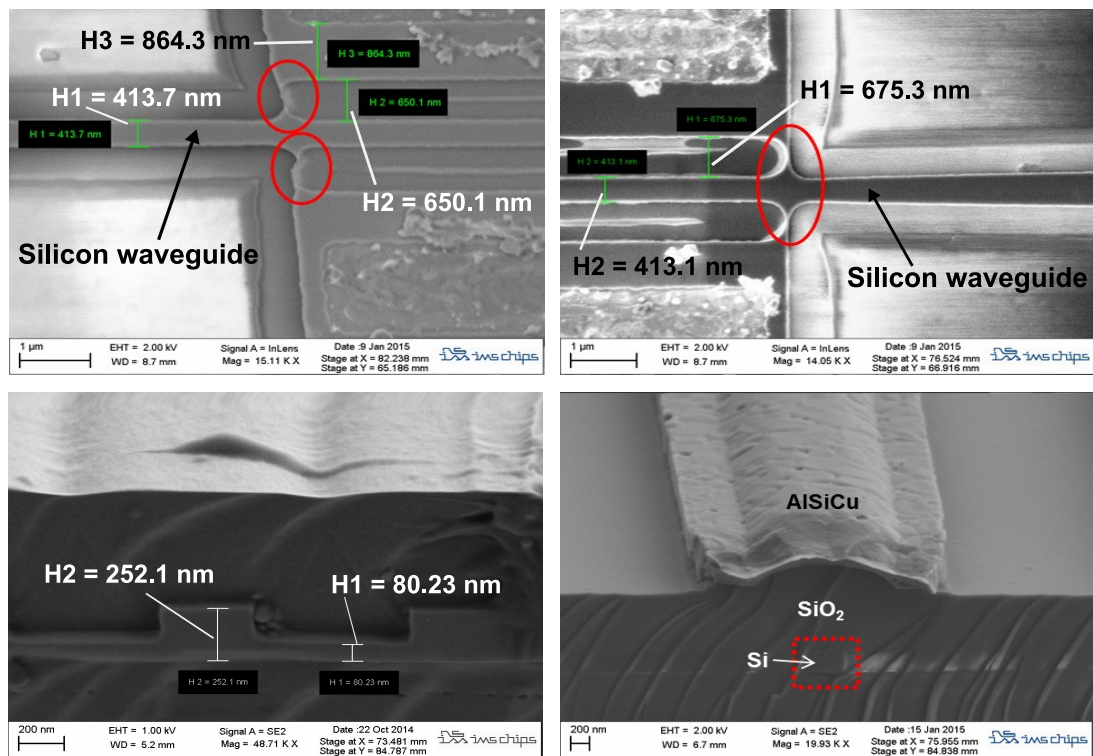 H3 = 864.3 nm
H 3 = 864.3 nm
H1 = 413.7 nm
H 2 = 650.1 nm
H 1 = 413.7 nm
H2 = 650.1 nm
Silicon waveguide
1 µm
EHT = 2.00 kV
WD = 8.7 mm
Signal A = InLens
Mag = 15.11 K X
Date :9 Jan 2015
Stage at X = 82.238 mm
Stage at Y = 65.186 mm
ims chips
H1 = 675.3 nm
H 1 = 675.3 nm
H 2 = 413.1 nm
H2 = 413.1 nm
Silicon waveguide
1 µm
EHT = 2.00 kV
WD = 8.7 mm
Signal A = InLens
Mag = 14.05 K X
Date :9 Jan 2015
Stage at X = 76.524 mm
Stage at Y = 66.916 mm
ims chips
H2 = 252.1 nm
H1 = 80.23 nm
H 2 = 252.1 nm
H 1 = 80.23 nm
200 nm
EHT = 1.00 kV
WD = 5.2 mm
Signal A = SE2
Mag = 48.71 K X
Date :22 Oct 2014
Stage at X = 73.481 mm
Stage at Y = 84.787 mm
ims chips
AlSiCu
SiO₂
Si
200 nm
EHT = 2.00 kV
WD = 6.7 mm
Signal A = SE2
Mag = 19.93 K X
Date :15 Jan 2015
Stage at X = 75.955 mm
Stage at Y = 84.838 mm
ims chips